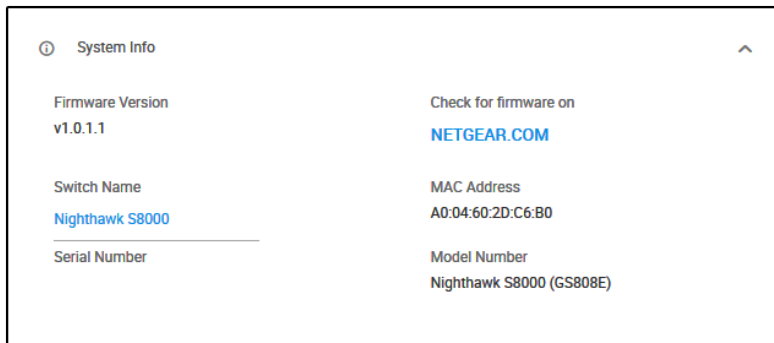 System Info
Firmware Version
v1.0.1.1
Check for firmware on
NETGEAR.COM
Switch Name
Nighthawk S8000
MAC Address
A0:04:60:2D:C6:B0
Serial Number
Model Number
Nighthawk S8000 (GS808E)